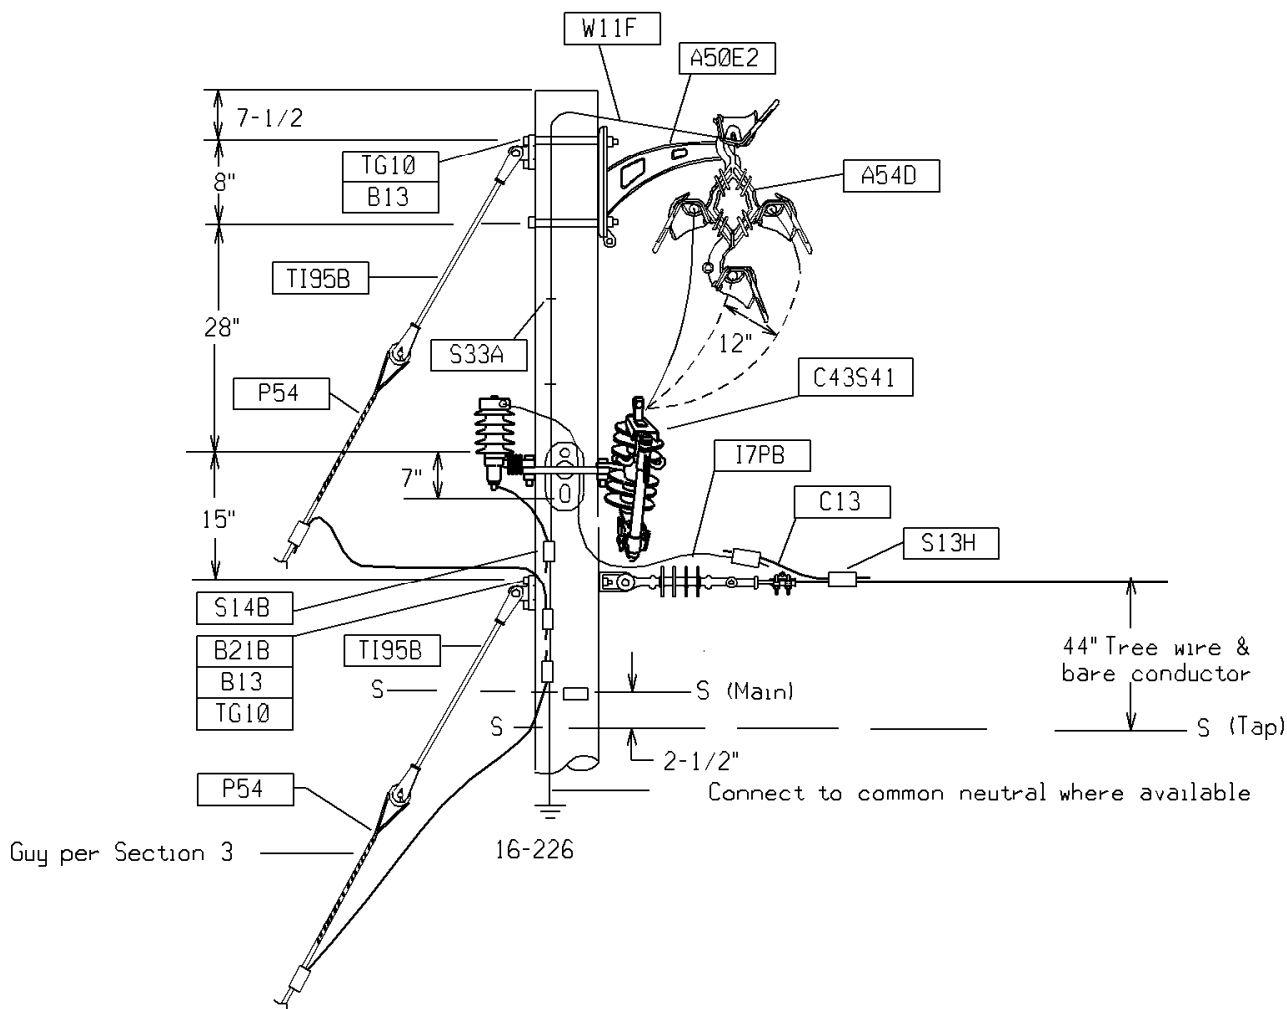 W11F
A50E2
7-1/2
TG10
B13
8"
A54D
TI95B
28"
S33A
12"
P54
C43S41
I7PB
7"
C13
15"
S13H
S14B
B21B
B13
TG10
TI95B
44" Tree wire &
bare conductor
S
S (Main)
S
S (Tap)
2-1/2"
P54
Connect to common neutral where available
Guy per Section 3
16-226